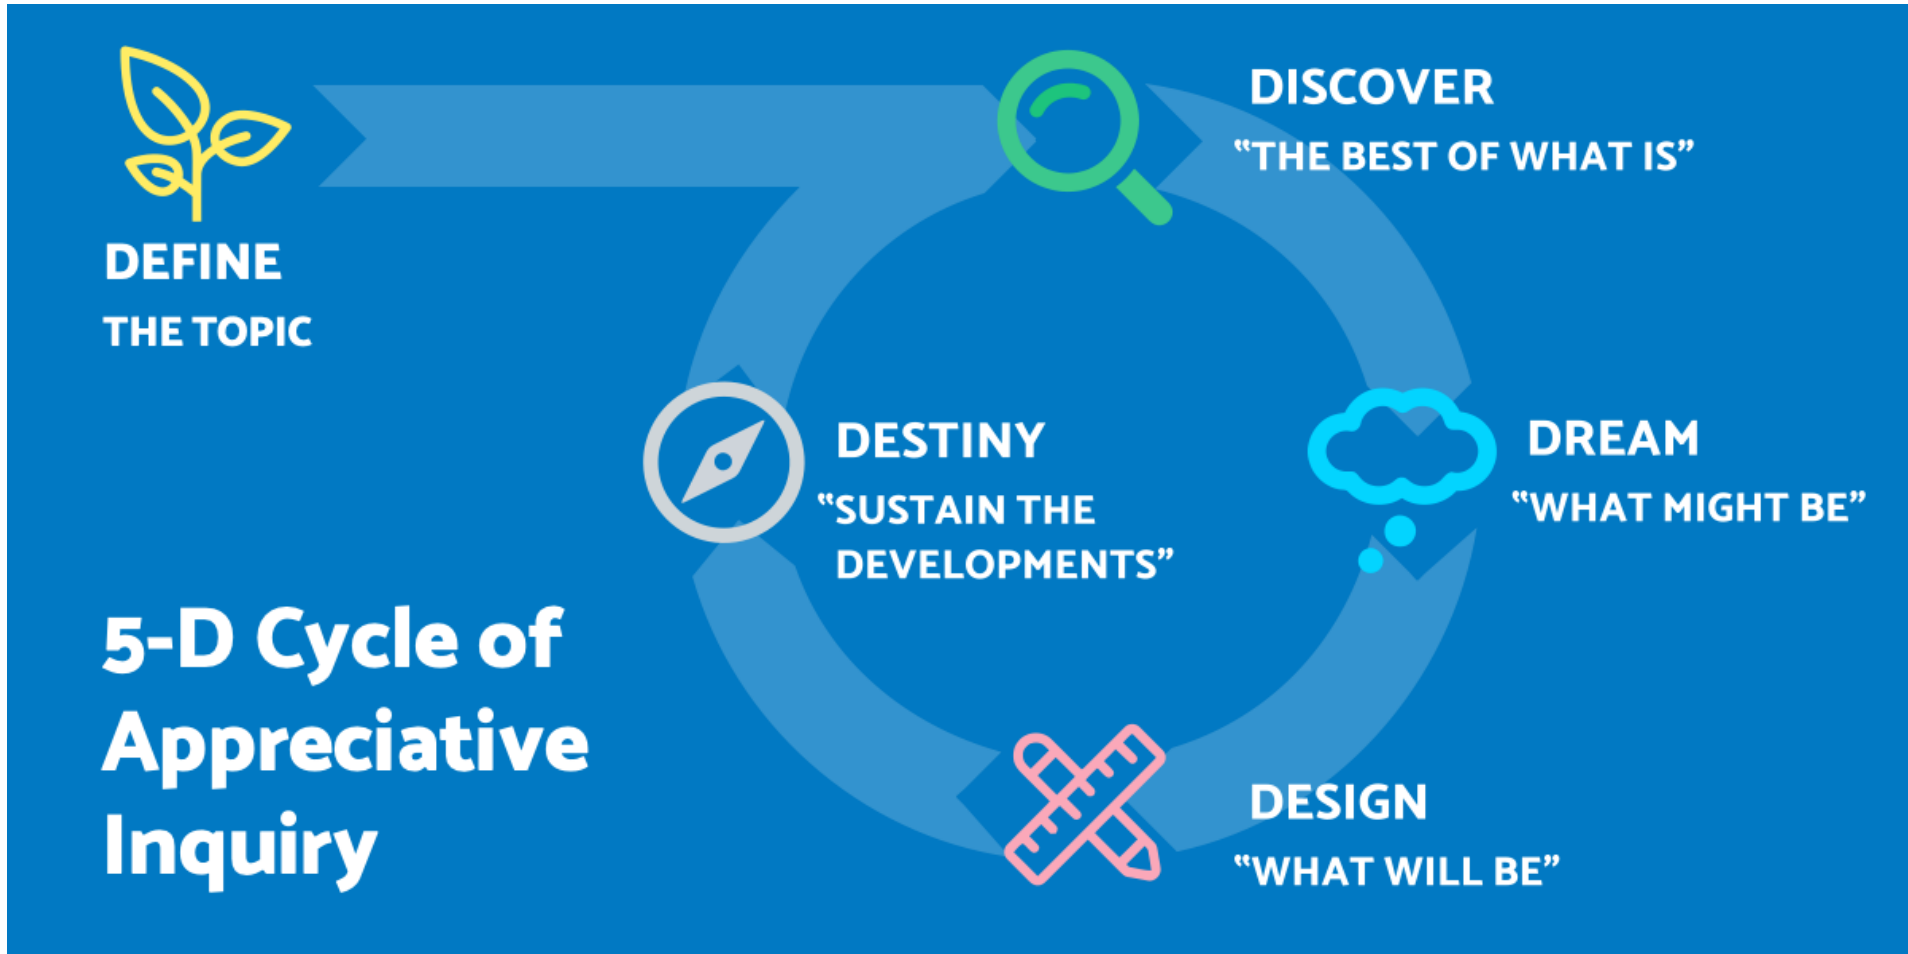 DEFINE
THE TOPIC
DISCOVER
“THE BEST OF WHAT IS”
DREAM
“WHAT MIGHT BE”
DESIGN
“WHAT WILL BE”
DESTINY
“SUSTAIN THE
DEVELOPMENTS”
5-D Cycle of
Appreciative
Inquiry